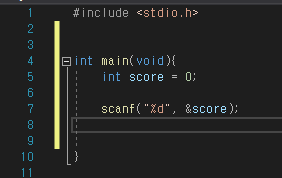 1 #include <stdio.h>
2
3
4 int main(void){
5 int score = 0;
6
7 scanf("%d", &score);
8
9
10 }
11